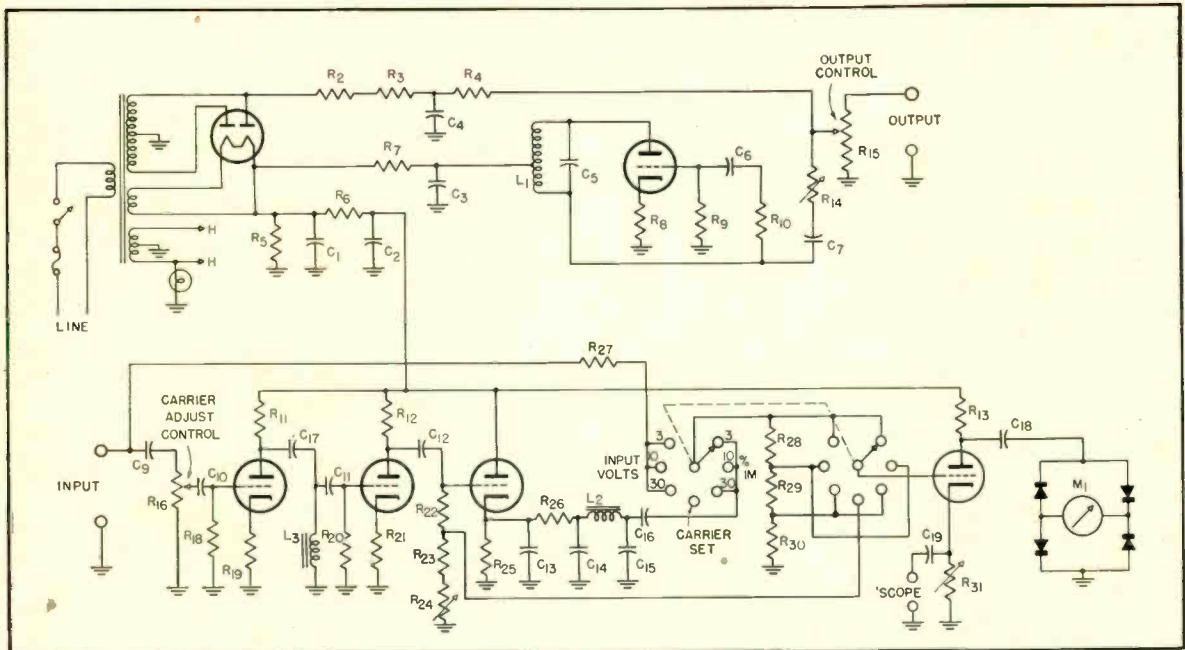 R2 R3 R4
OUTPUT
CONTROL
C4
OUTPUT
R15
R7
C3
L1
C5
C6
R14
R8 R9 R10
C7
R6
R5 C1 C2
H
H
LINE
R27
CARRIER
ADJUST
CONTROL
R11
C17
R12
C12
R13
C18
C9
INPUT
R16
C10
R18
R19
L3
C11
R20
R21
R22
R23
R24
R25
R26
L2
C13
C14
C15
C16
INPUT
VOLTS
3 3
10 10
30 30
% IM
CARRIER
SET
R28
R29
R30
C19
'SCOPE
R31
M1